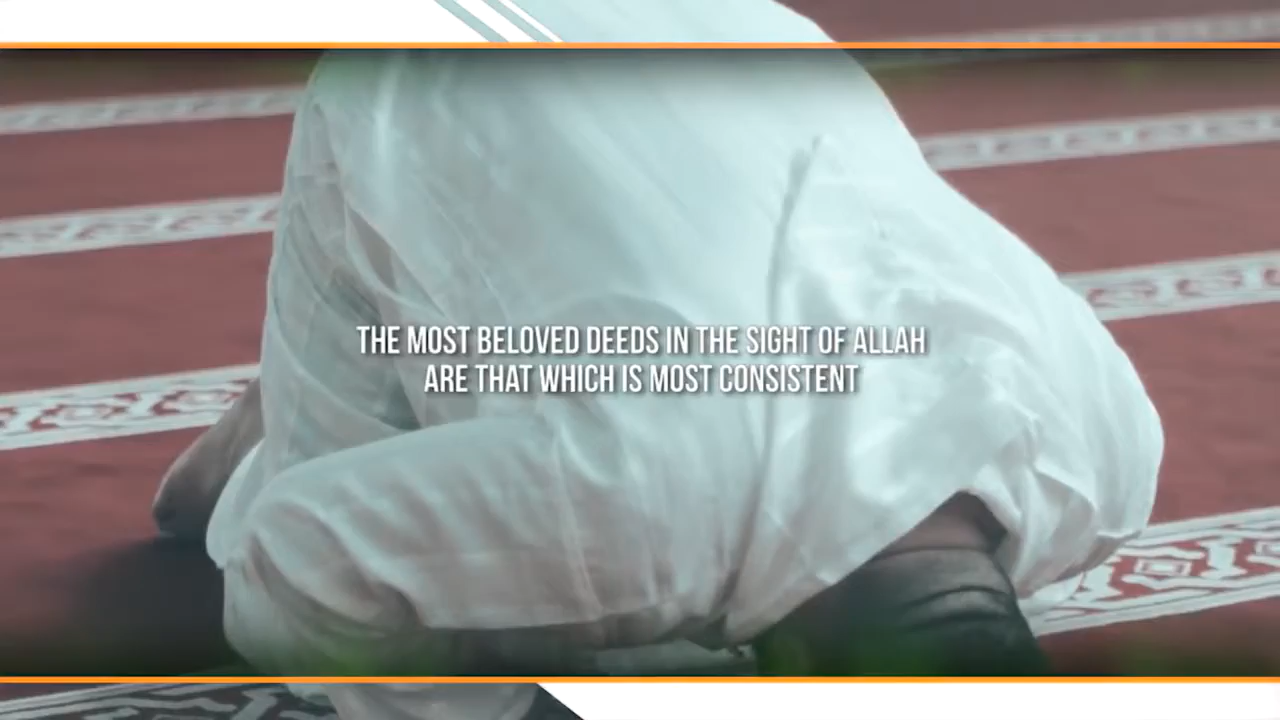 THE MOST BELOVED DEEDS IN THE SIGHT OF ALLAH
ARE THAT WHICH IS MOST CONSISTENT